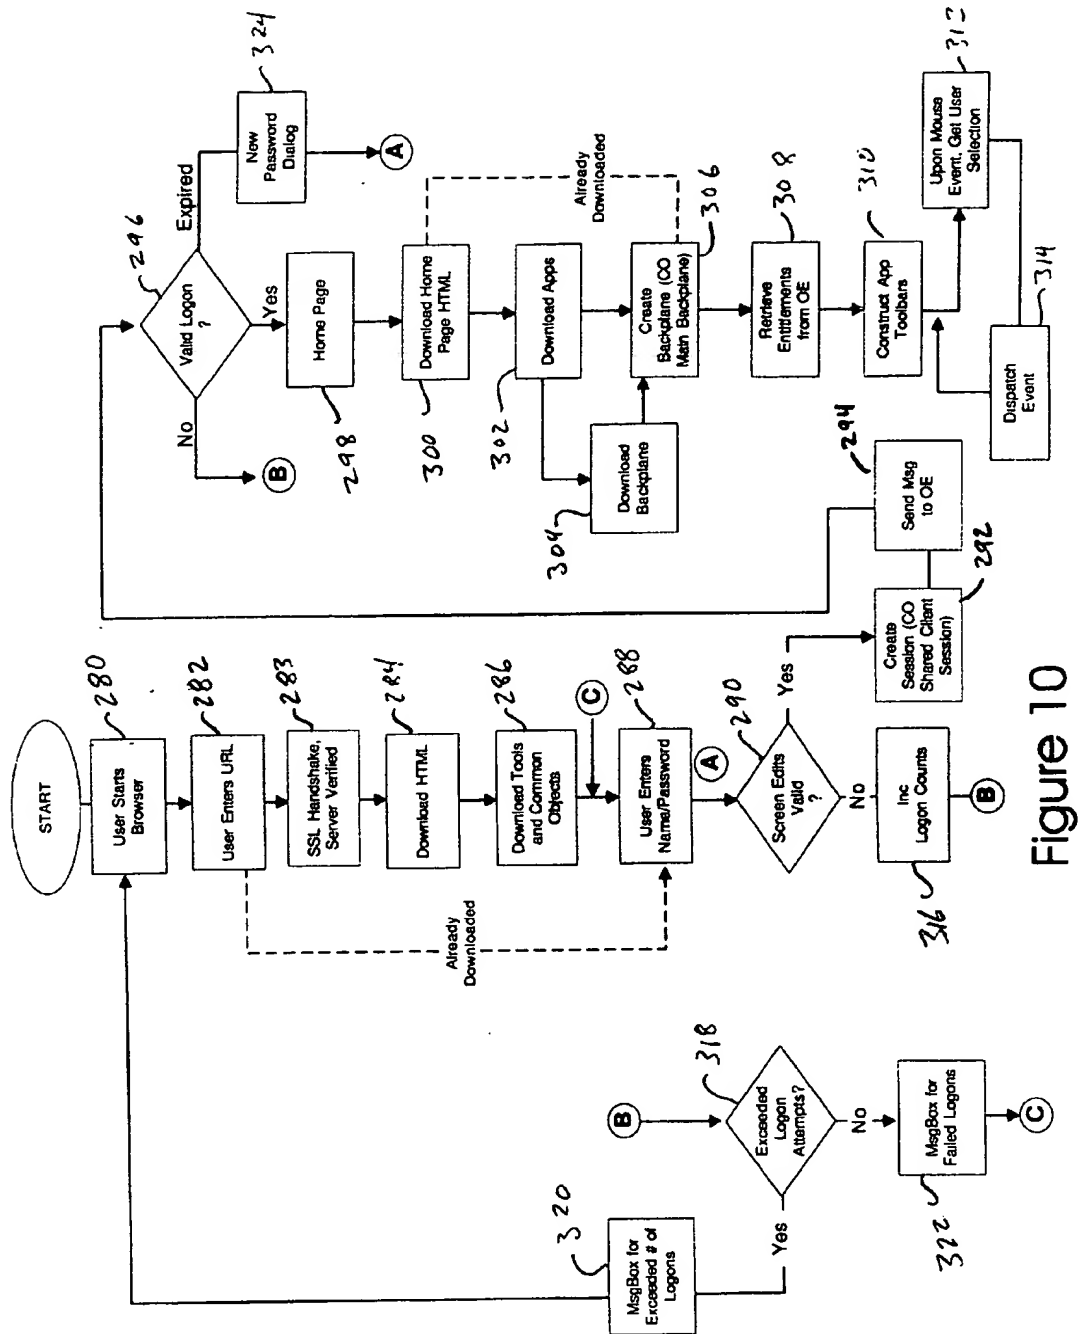 START
280
User Starts
Browser
282
User Enters URL
283
SSL Handshake,
Server Verified
284
Download HTML
286
Download Tools
and Common
Objects
C
288
User Enters
Name/Password
Already
Downloaded
A
290
Screen Edits
Valid
?
Yes
No
Inc
Logon Counts
316
B
Create
Session (CO
Shared Client
Session)
292
Send Msg
to OE
294
296
Valid Logon
?
Expired
New
Password
Dialog
324
A
No
B
Yes
Home Page
298
Download Home
Page HTML
300
Already
Downloaded
Download Apps
302
Download
Backplane
304
Create
Backplane (CO
Main Backplane)
306
Retrieve
Entitlements
from OE
308
Construct App
Toolbars
310
Upon Mouse
Event, Get User
Selection
312
Dispatch
Event
314
B
318
Exceeded
Logon
Attempts?
Yes
No
MsgBox for
Exceeded # of
Logons
320
MsgBox for
Failed Logons
322
C
Figure 10